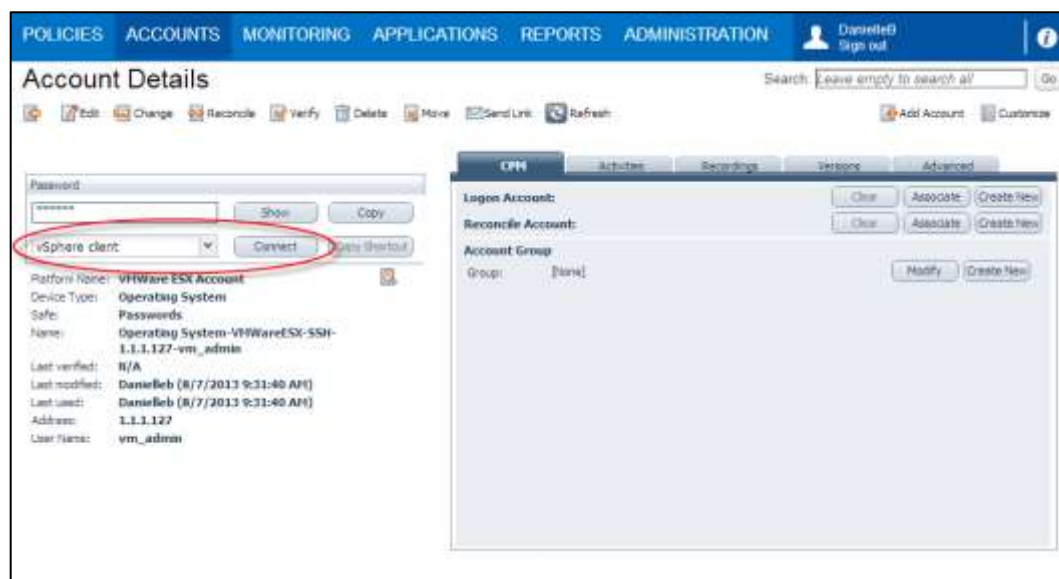 POLICIES ACCOUNTS MONITORING APPLICATIONS REPORTS ADMINISTRATION DanielleB
Sign out
Account Details
Search: Leave empty to search all Go
Edit Change Reconcile Verify Delete Move Send Link Refresh Add Account Customize
CPM Activities Recordings Versions Advanced
Password
******* Show Copy
vSphere client Connect Copy Shortcut
Platform Name: VMWare ESX Account
Device Type: Operating System
Safe: Passwords
Name: Operating System-VMWareESX-SSH-
1.1.1.127-vm_admin
Last verified: N/A
Last modified: Danielleb (8/7/2013 9:31:40 AM)
Last used: Danielleb (8/7/2013 9:31:40 AM)
Address: 1.1.1.127
User Name: vm_admin
Logon Account: Clear Associate Create New
Reconcile Account: Clear Associate Create New
Account Group
Group: [None] Modify Create New